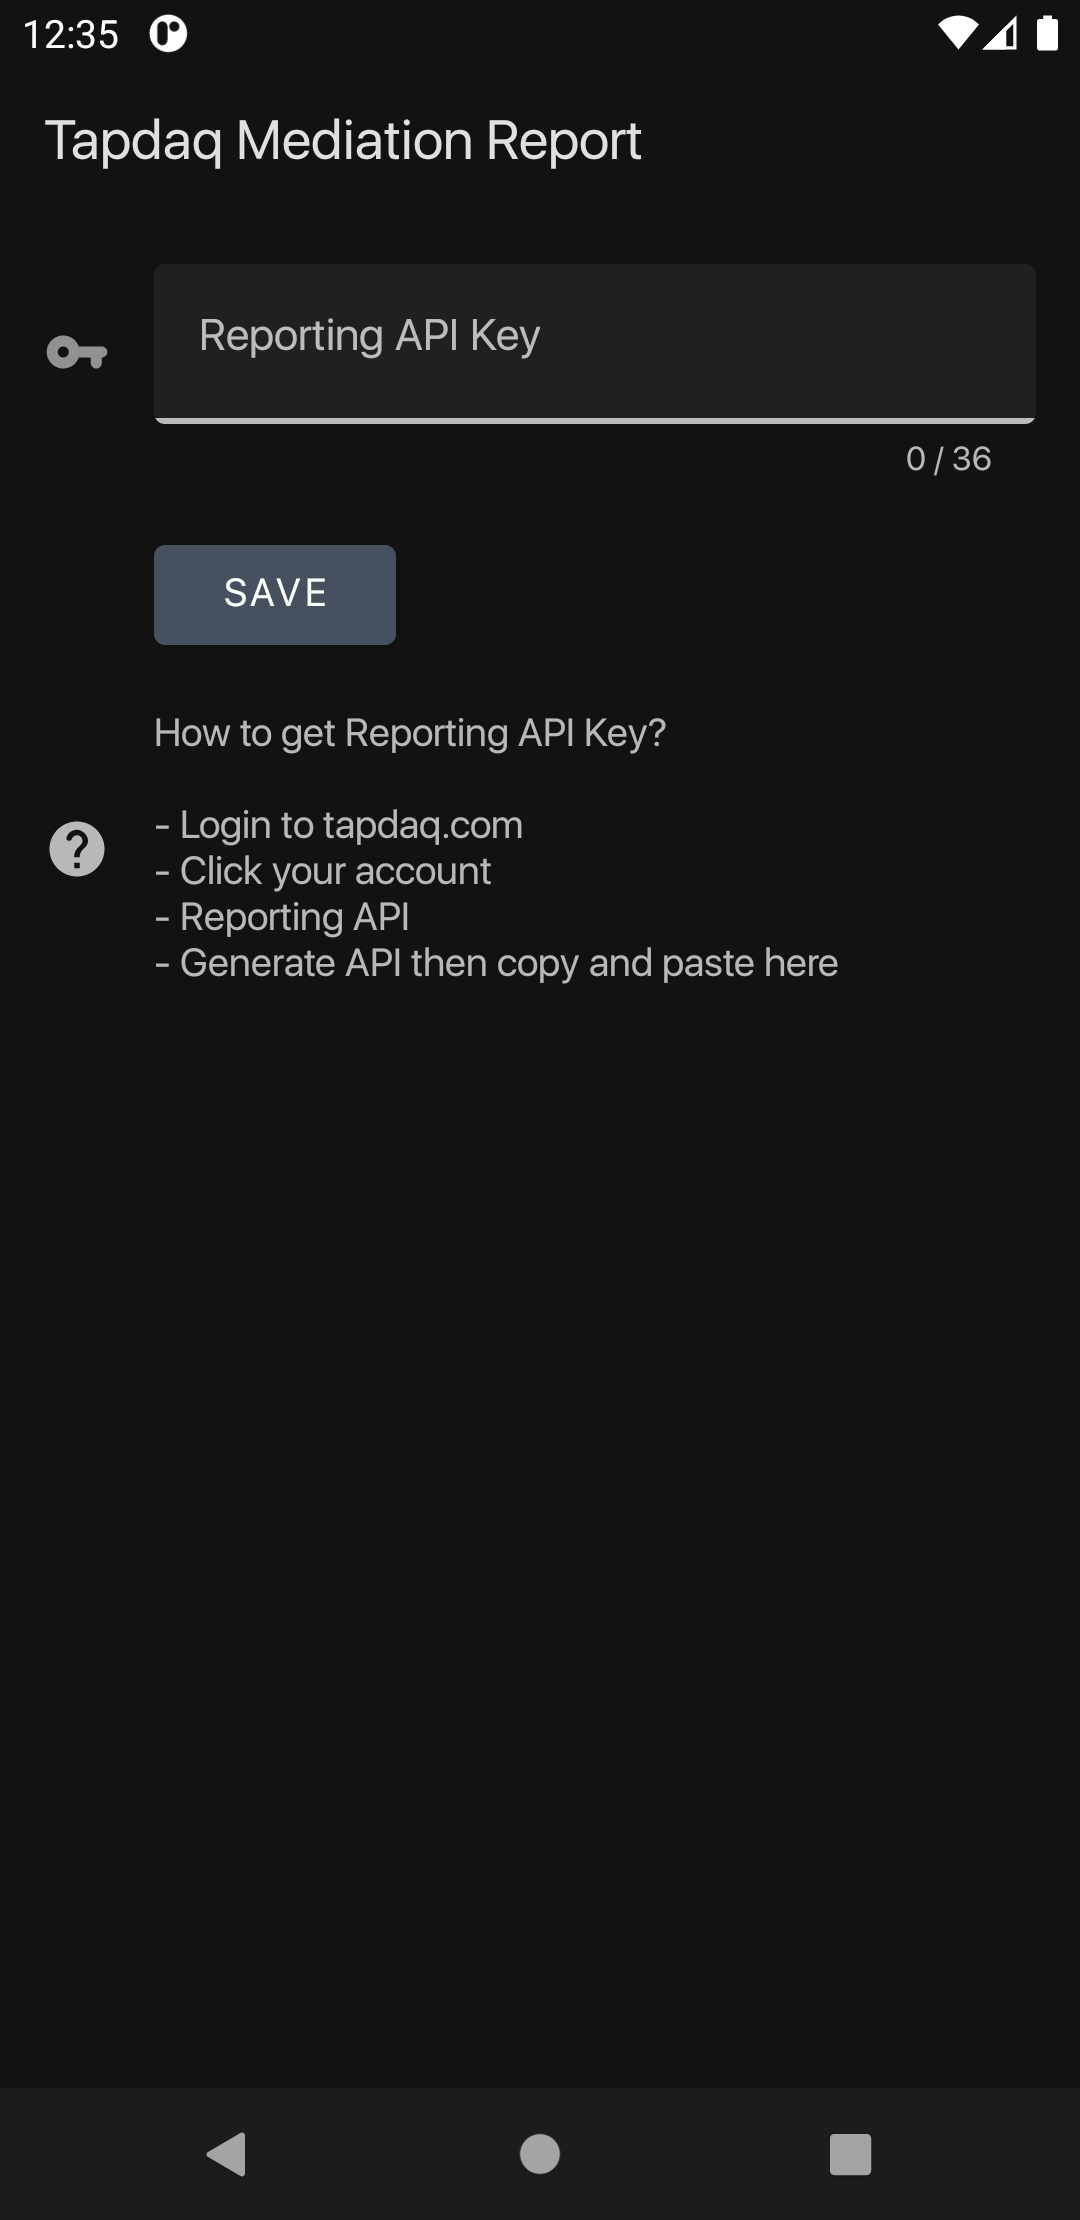 12:35
Tapdaq Mediation Report
Reporting API Key
0 / 36
SAVE
How to get Reporting API Key?
- Login to tapdaq.com
- Click your account
- Reporting API
- Generate API then copy and paste here